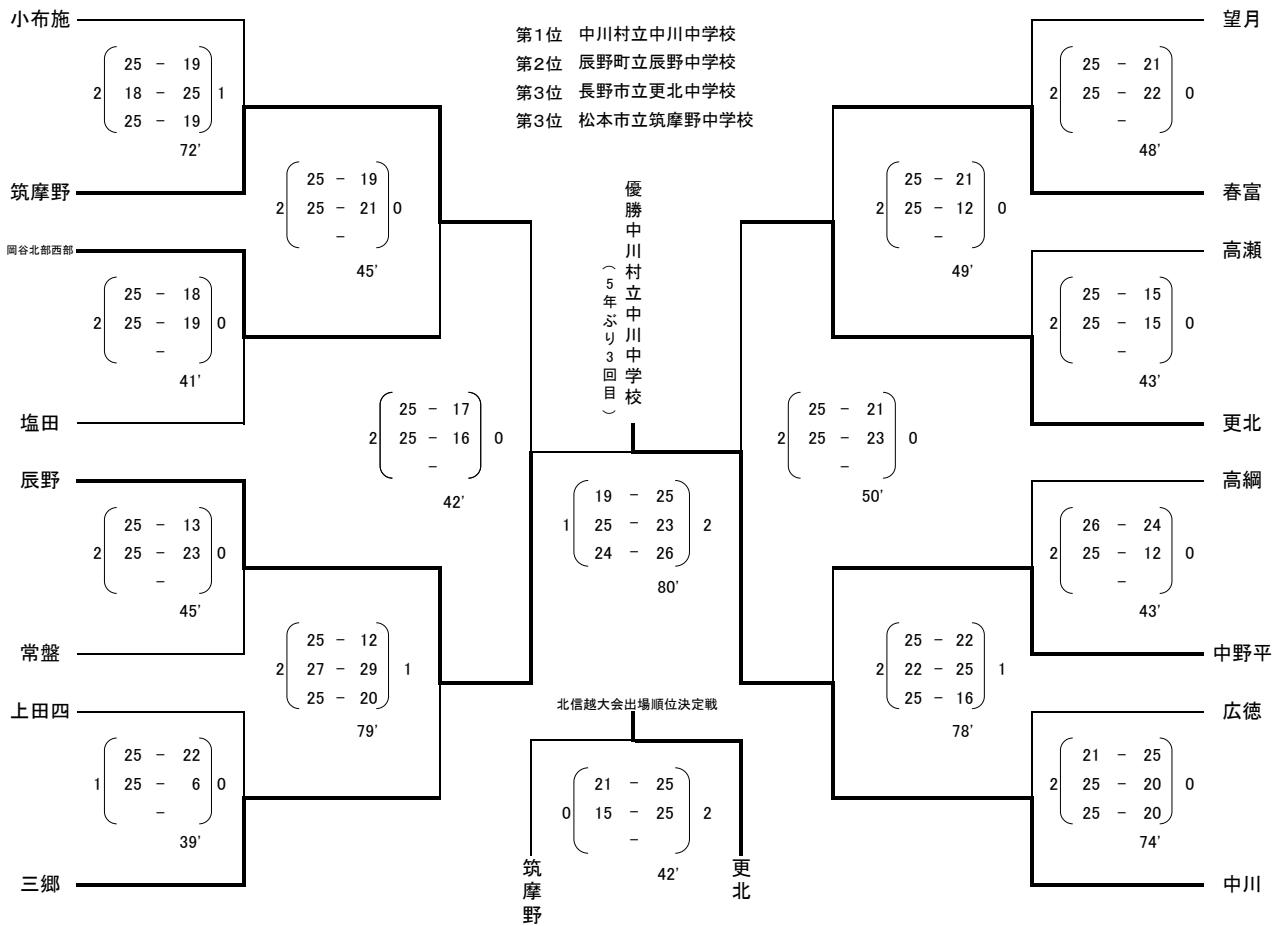 第1位 中川村立中川中学校
第2位 辰野町立辰野中学校
第3位 長野市立更北中学校
第3位 松本市立筑摩野中学校
優勝中川村立中川中学校
（5年ぶり3回目）
小布施
25 - 19
2 18 - 25 1
25 - 19
72'
筑摩野
岡谷北部西部
25 - 18
2 25 - 19 0
-
41'
塩田
25 - 19
2 25 - 21 0
-
45'
辰野
25 - 13
2 25 - 23 0
-
45'
常盤
上田四
25 - 22
1 25 - 6 0
-
39'
三郷
25 - 12
2 27 - 29 1
25 - 20
79'
25 - 17
2 25 - 16 0
-
42'
19 - 25
1 25 - 23 2
24 - 26
80'
北信越大会出場順位決定戦
21 - 25
0 15 - 25 2
-
42'
筑摩野
更北
25 - 21
2 25 - 23 0
-
50'
25 - 21
2 25 - 12 0
-
49'
25 - 22
2 22 - 25 1
25 - 16
78'
望月
25 - 21
2 25 - 22 0
-
48'
春富
高瀬
25 - 15
2 25 - 15 0
-
43'
更北
高綱
26 - 24
2 25 - 12 0
-
43'
中野平
広徳
21 - 25
2 25 - 20 0
25 - 20
74'
中川